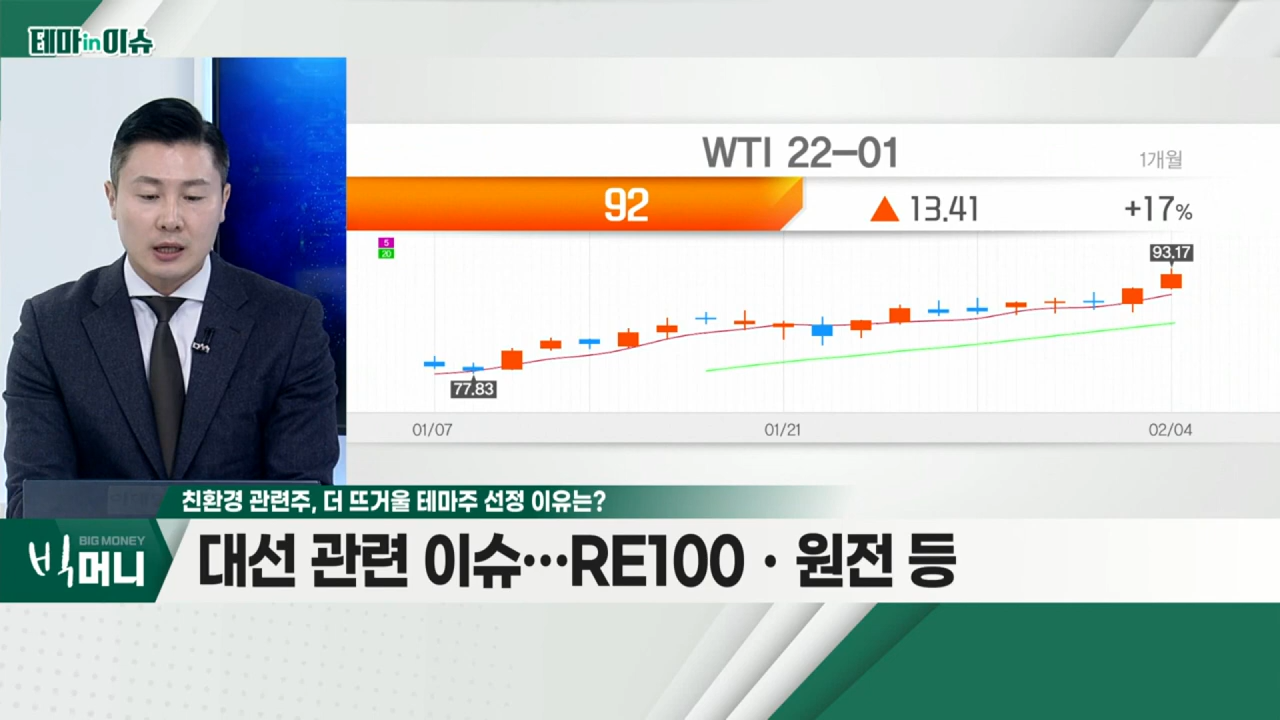 테마in이슈
WTI 22-01
1개월
92
▲ 13.41
+17%
5
20
93.17
77.83
01/07
01/21
02/04
친환경 관련주, 더 뜨거울 테마주 선정 이유는?
BIG MONEY
빅머니
대선 관련 이슈…RE100·원전 등